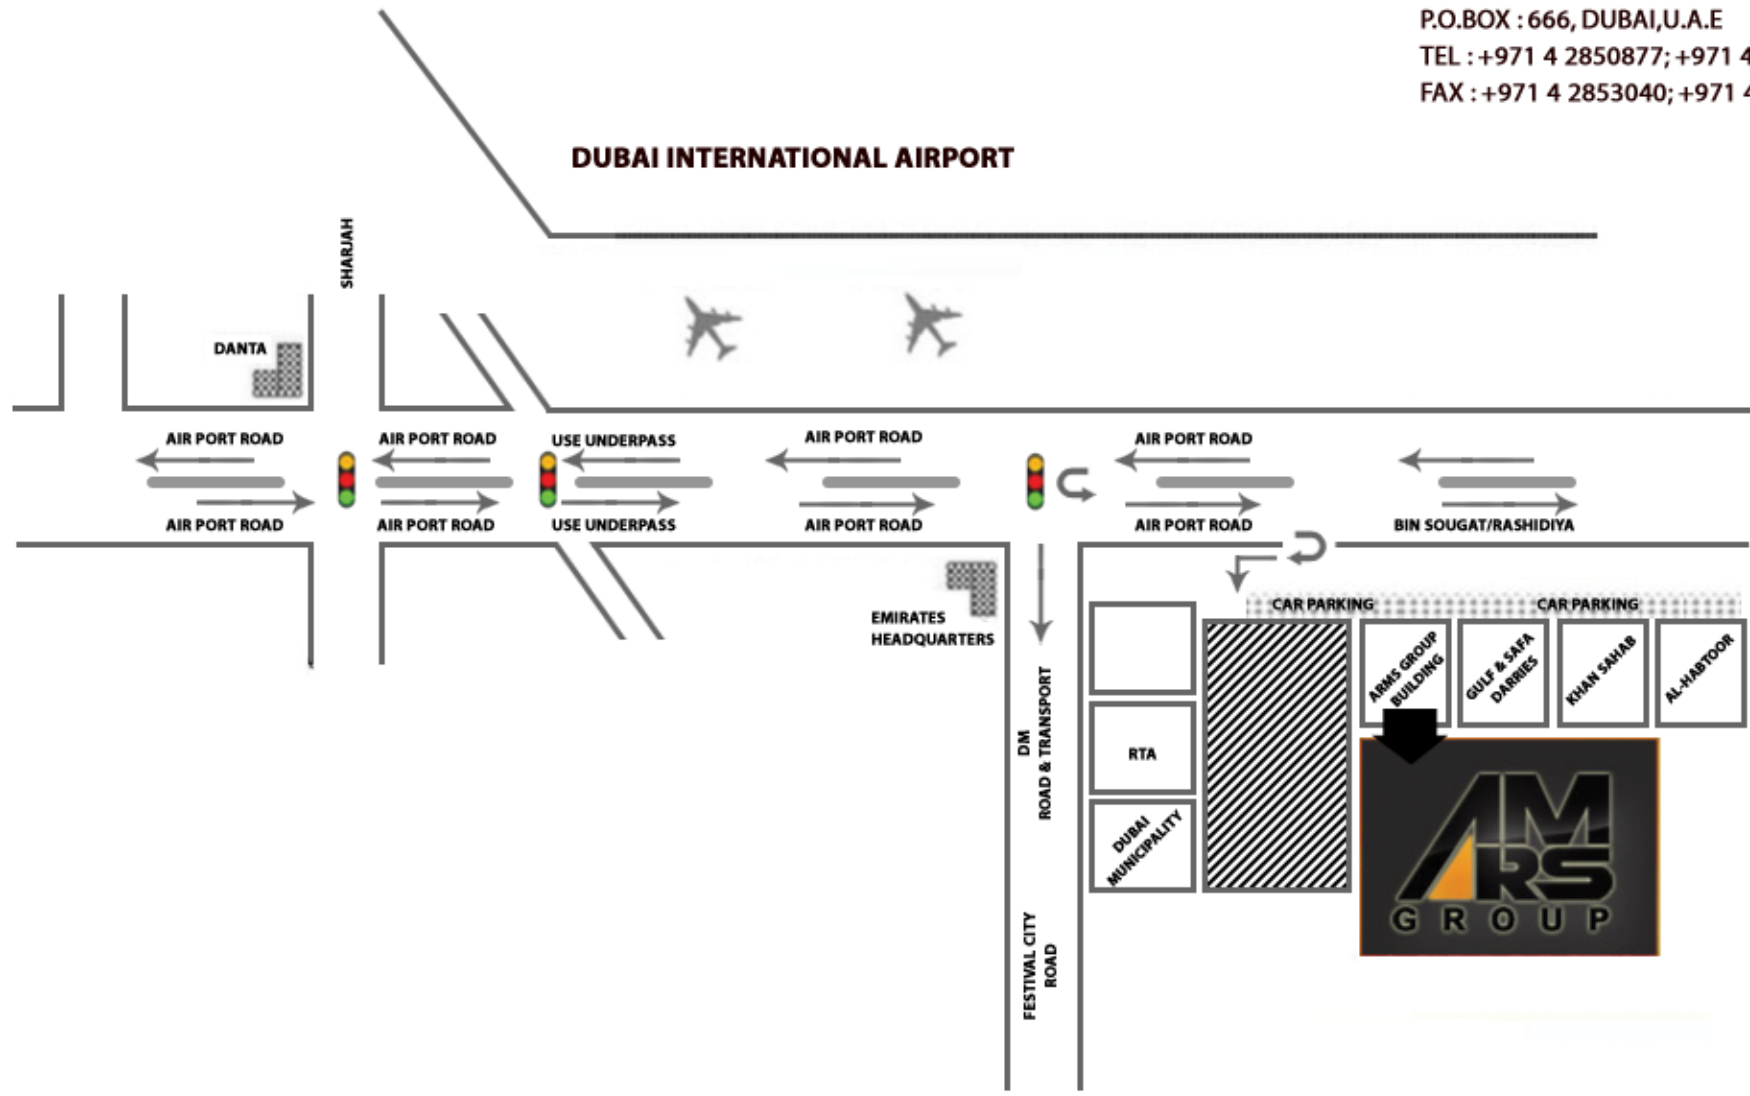 P.O.BOX : 666, DUBAI,U.A.E
TEL : +971 4 2850877; +971 4
FAX : +971 4 2853040; +971 4
DUBAI INTERNATIONAL AIRPORT
SHARJAH
DANTA
AIR PORT ROAD
AIR PORT ROAD
USE UNDERPASS
AIR PORT ROAD
AIR PORT ROAD
AIR PORT ROAD
AIR PORT ROAD
USE UNDERPASS
AIR PORT ROAD
AIR PORT ROAD
BIN SOUGAT/RASHIDIYA
EMIRATES
HEADQUARTERS
CAR PARKING
CAR PARKING
ARMS GROUP
BUILDING
GULF & SAFA
DARRIES
KHAN SAHAB
AL-HABTOOR
DM
ROAD & TRANSPORT
RTA
DUBAI
MUNICIPALITY
FESTIVAL CITY
ROAD
ARMS
GROUP